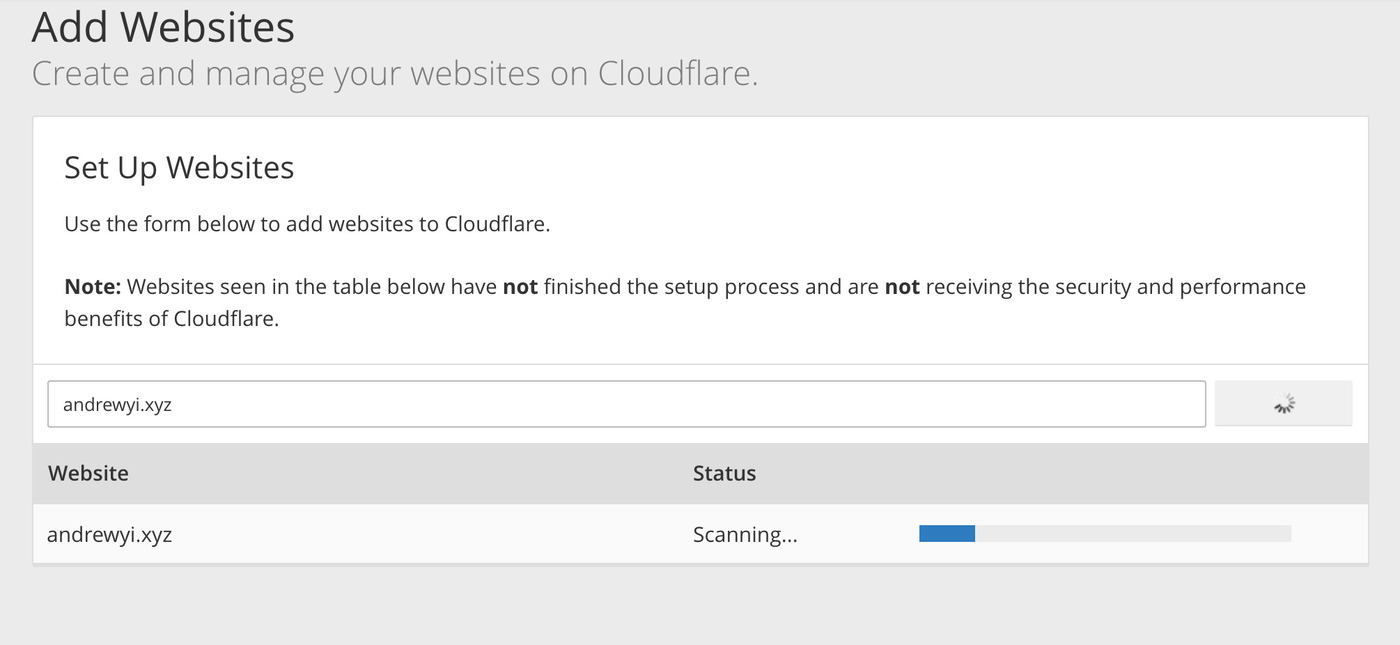 Add Websites
Create and manage your websites on Cloudflare.
Set Up Websites
Use the form below to add websites to Cloudflare.
Note: Websites seen in the table below have not finished the setup process and are not receiving the security and performance
benefits of Cloudflare.
andrewyi.xyz
Website Status
andrewyi.xyz Scanning...